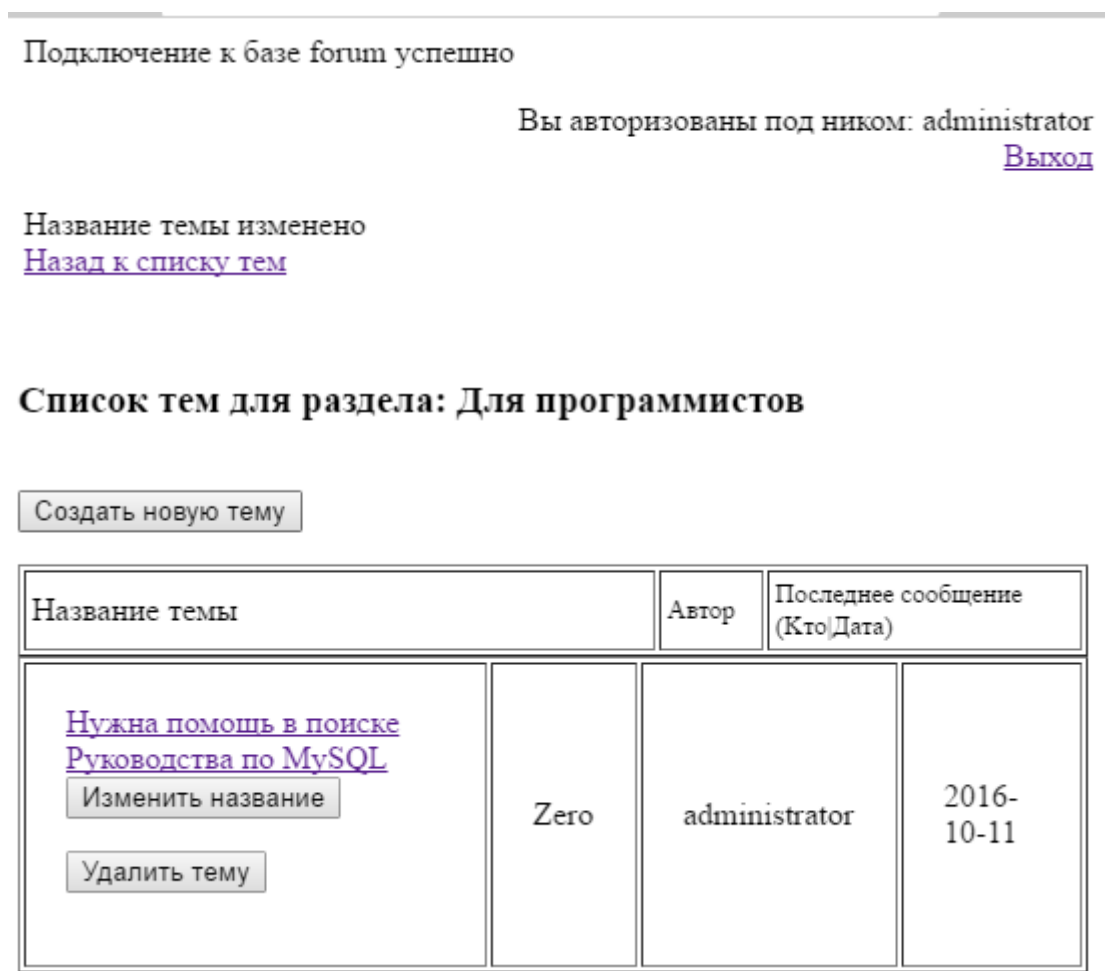 Подключение к базе forum успешно
Вы авторизованы под ником: administrator
Выход
Название темы изменено
Назад к списку тем
Список тем для раздела: Для программистов
Создать новую тему
Название темы
Автор
Последнее сообщение
(Кто|Дата)
Нужна помощь в поиске
Руководства по MySQL
Изменить название
Удалить тему
Zero
administrator
2016-
10-11